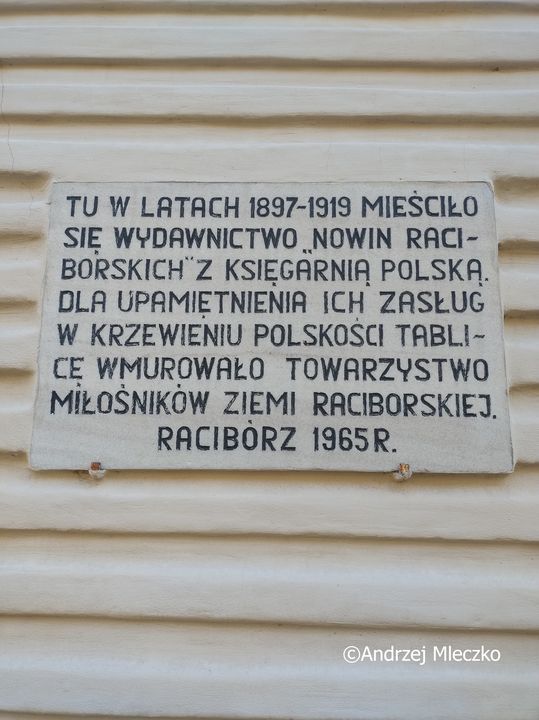 TU W LATACH 1897-1919 MIEŚCIŁO
SIĘ WYDAWNICTWO „NOWIN RACI-
BORSKICH" Z KSIĘGARNIĄ POLSKĄ.
DLA UPAMIĘTNIENIA ICH ZASŁUG
W KRZEWIENIU POLSKOŚCI TABLI-
CĘ WMUROWAŁO TOWARZYSTWO
MIŁOŚNIKÓW ZIEMI RACIBORSKIEJ.
RACIBÓRZ 1965 R.
©Andrzej Mleczko